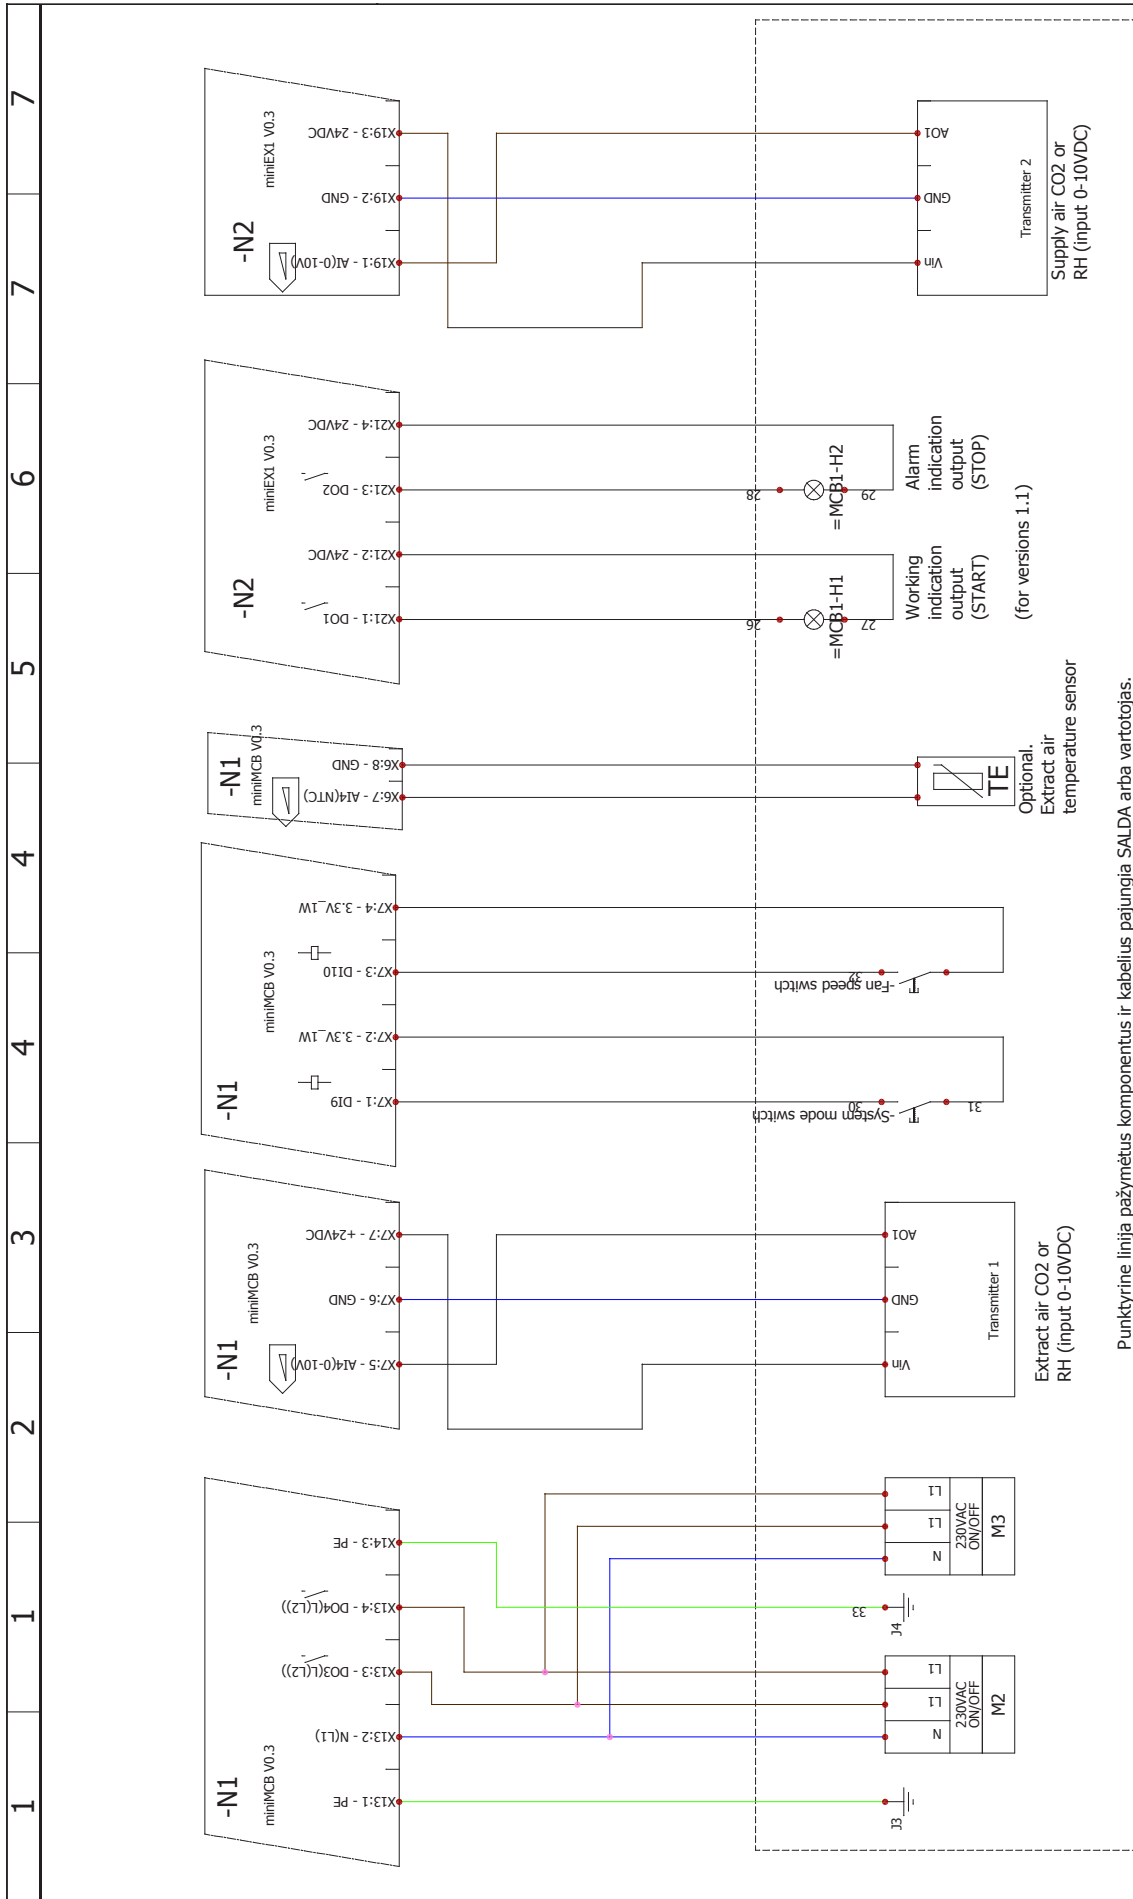 7
7
6
5
4
4
3
2
1
1
-N2
miniEX1 V0.3
X19:3 - 24VDC
X19:2 - GND
X19:1 - AI(0-10V)
AO1
GND
Vin
Transmitter 2
Supply air CO2 or
RH (input 0-10VDC)
-N2
miniEX1 V0.3
-N2
X21:4 - 24VDC
X21:3 - DO2
X21:2 - 24VDC
X21:1 - DO1
28
29
=MCB1-H2
Alarm
indication
output
(STOP)
26
27
=MCB1-H1
Working
indication
output
(START)
(for versions 1.1)
-N1
miniMCB V0.3
X6:8 - GND
X6:7 - AI4(NTC)
TE
Optional.
Extract air
temperature sensor
-N1
miniMCB V0.3
X7:4 - 3.3V_1W
X7:3 - DI10
X7:2 - 3.3V_1W
X7:1 - DI9
32
-Fan speed switch
30
31
-System mode switch
-N1
miniMCB V0.3
X7:7 - +24VDC
X7:6 - GND
X7:5 - AI4(0-10V)
AO1
GND
Vin
Transmitter 1
Extract air CO2 or
RH (input 0-10VDC)
-N1
miniMCB V0.3
X14:3 - PE
X13:4 - DO4(L(L2))
X13:3 - DO3(L(L2))
X13:2 - N(L1)
X13:1 - PE
L1
L1
N
230VAC
ON/OFF
M3
33
J4
L1
L1
N
230VAC
ON/OFF
M2
J3
Punktyrine linija pažymėtus komponentus ir kabelius pajungia SALDA arba vartotojas.